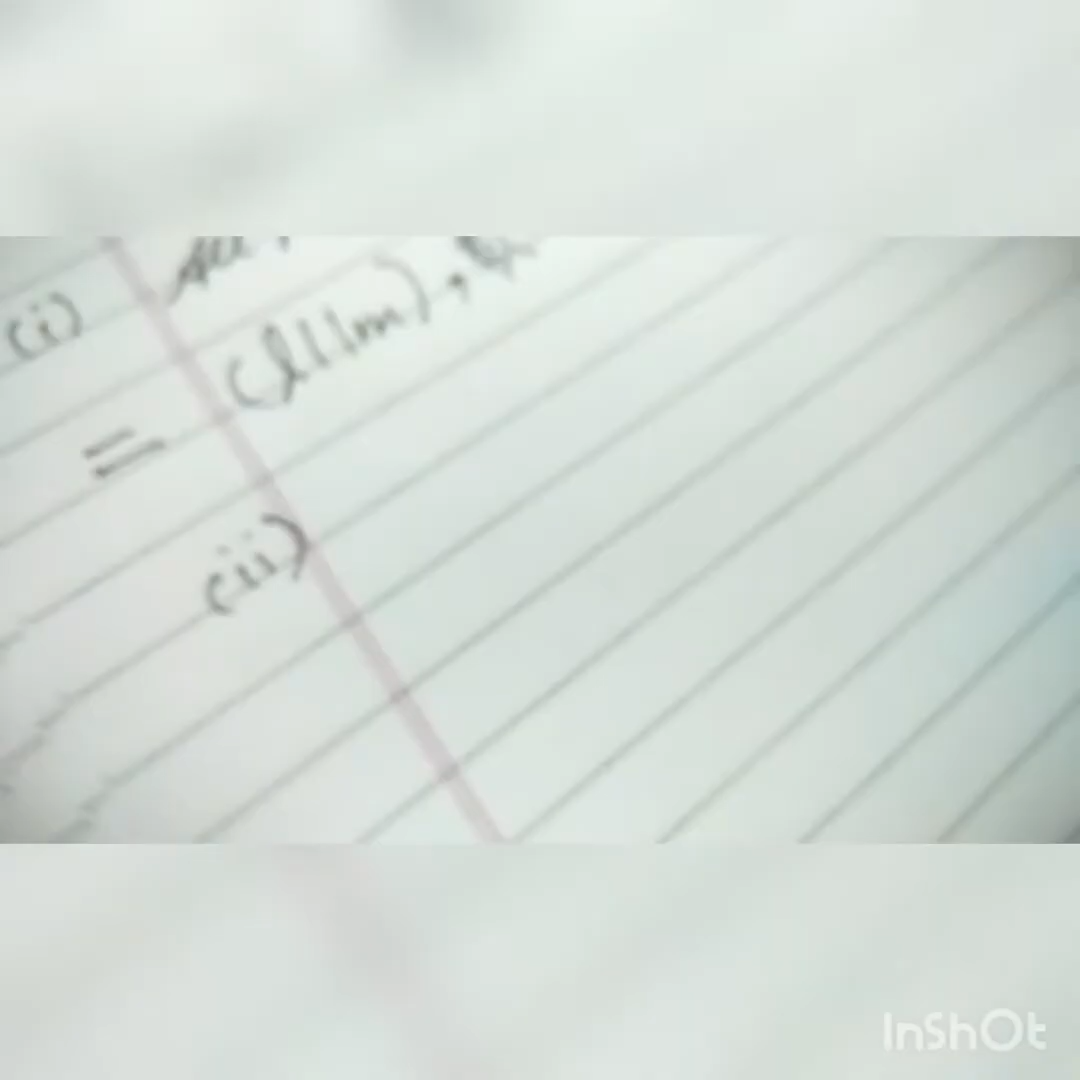 (i)
= (l||m),
(ii)
InShOt